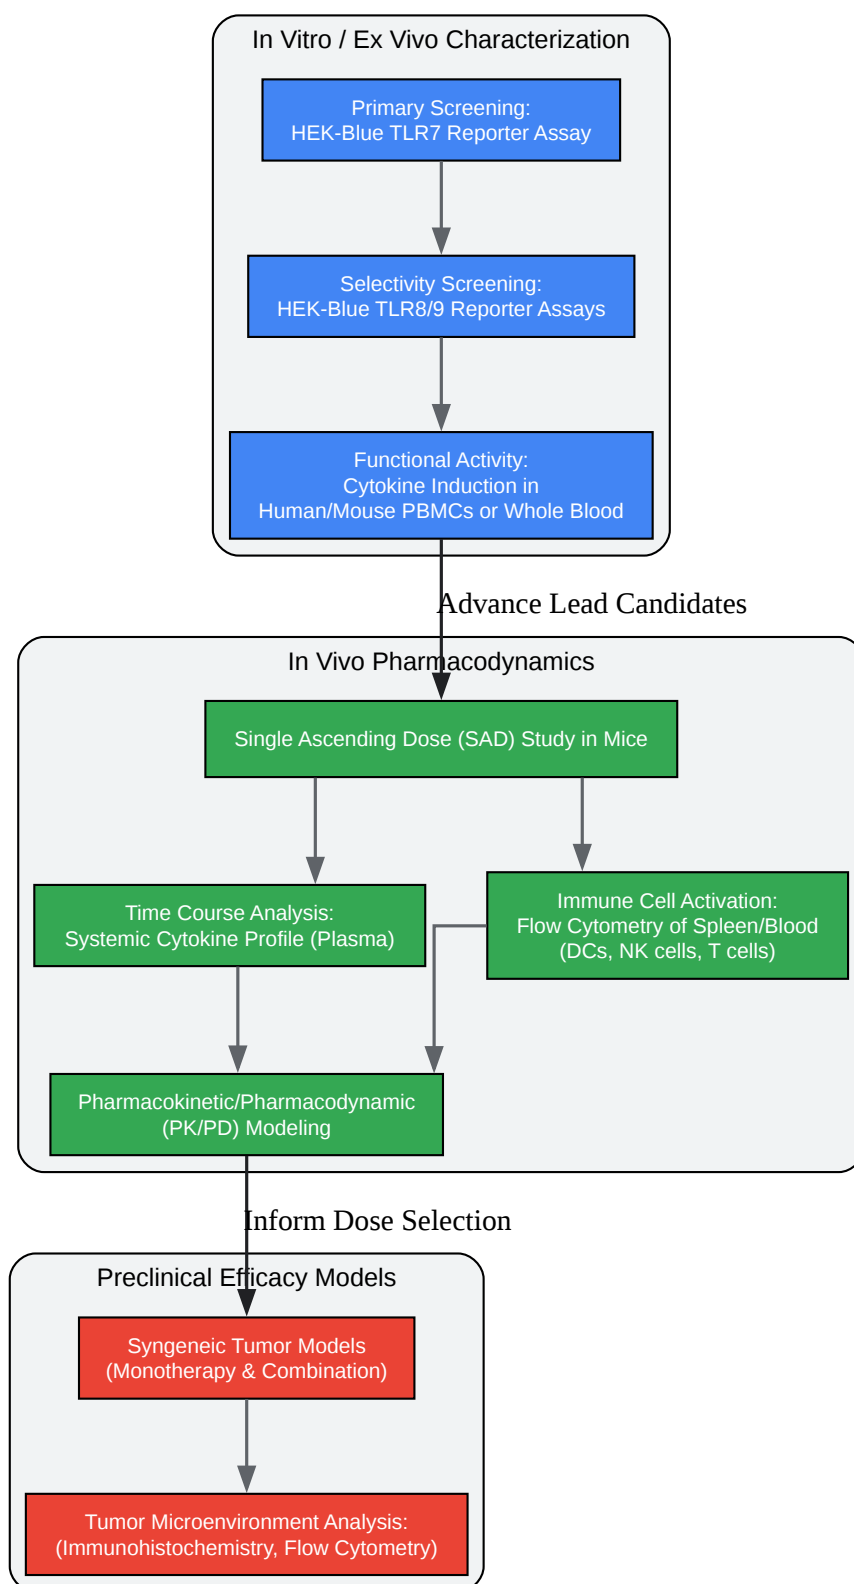 In Vitro / Ex Vivo Characterization
Primary Screening:
HEK-Blue TLR7 Reporter Assay
Selectivity Screening:
HEK-Blue TLR8/9 Reporter Assays
Functional Activity:
Cytokine Induction in
Human/Mouse PBMCs or Whole Blood
Advance Lead Candidates
In Vivo Pharmacodynamics
Single Ascending Dose (SAD) Study in Mice
Time Course Analysis:
Systemic Cytokine Profile (Plasma)
Immune Cell Activation:
Flow Cytometry of Spleen/Blood
(DCs, NK cells, T cells)
Pharmacokinetic/Pharmacodynamic
(PK/PD) Modeling
Inform Dose Selection
Preclinical Efficacy Models
Syngeneic Tumor Models
(Monotherapy & Combination)
Tumor Microenvironment Analysis:
(Immunohistochemistry, Flow Cytometry)